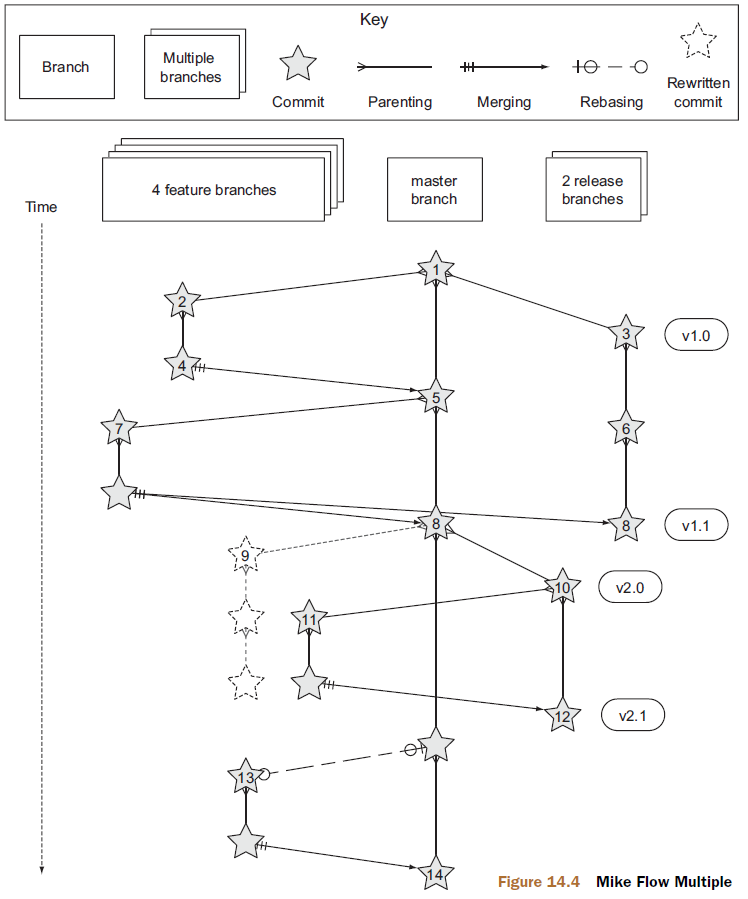 Key
Branch
Multiple
branches
Commit
Parenting
Merging
Rebasing
Rewritten
commit
Time
4 feature branches
master
branch
2 release
branches
1
2
3
v1.0
4
5
7
6
8
8
v1.1
9
10
v2.0
11
12
v2.1
13
14
Figure 14.4 Mike Flow Multiple